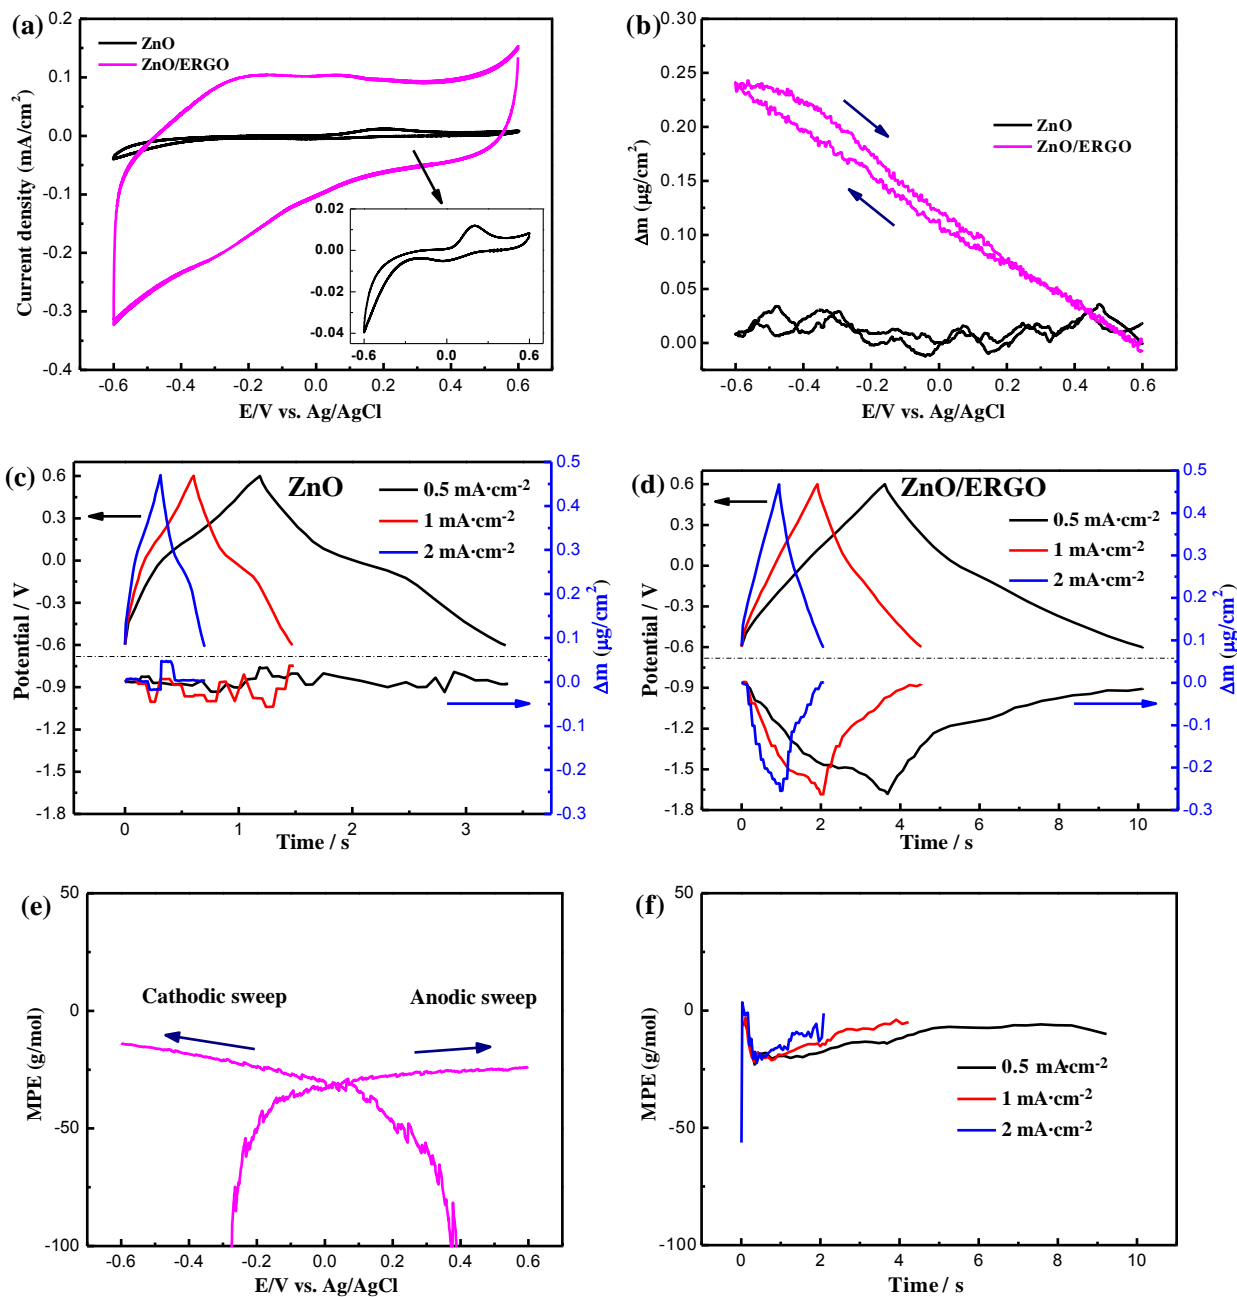 (a)
ZnO
ZnO/ERGO
Current density (mA/cm²)
0.2
0.1
0.0
-0.1
-0.2
-0.3
-0.4
-0.6
-0.4
-0.2
0.0
0.2
0.4
0.6
E/V vs. Ag/AgCl
0.02
0.00
-0.02
-0.04
-0.6
0.0
0.6
(b)
ZnO
ZnO/ERGO
Δm (µg/cm²)
0.30
0.25
0.20
0.15
0.10
0.05
0.00
-0.6
-0.4
-0.2
0.0
0.2
0.4
0.6
E/V vs. Ag/AgCl
(c)
ZnO
0.5 mA·cm⁻²
1 mA·cm⁻²
2 mA·cm⁻²
Potential / V
0.6
0.3
0.0
-0.3
-0.6
-0.9
-1.2
-1.5
-1.8
0
1
2
3
Time / s
0.5
0.4
0.3
0.2
0.1
0.0
-0.1
-0.2
-0.3
Δm (µg/cm²)
(d)
ZnO/ERGO
0.5 mA·cm⁻²
1 mA·cm⁻²
2 mA·cm⁻²
Potential / V
0.6
0.3
0.0
-0.3
-0.6
-0.9
-1.2
-1.5
-1.8
0
2
4
6
8
10
Time / s
0.5
0.4
0.3
0.2
0.1
0.0
-0.1
-0.2
-0.3
Δm (µg/cm²)
(e)
Cathodic sweep
Anodic sweep
MPE (g/mol)
50
0
-50
-100
-0.6
-0.4
-0.2
0.0
0.2
0.4
0.6
E/V vs. Ag/AgCl
(f)
0.5 mA·cm⁻²
1 mA·cm⁻²
2 mA·cm⁻²
MPE (g/mol)
50
0
-50
-100
0
2
4
6
8
10
Time / s